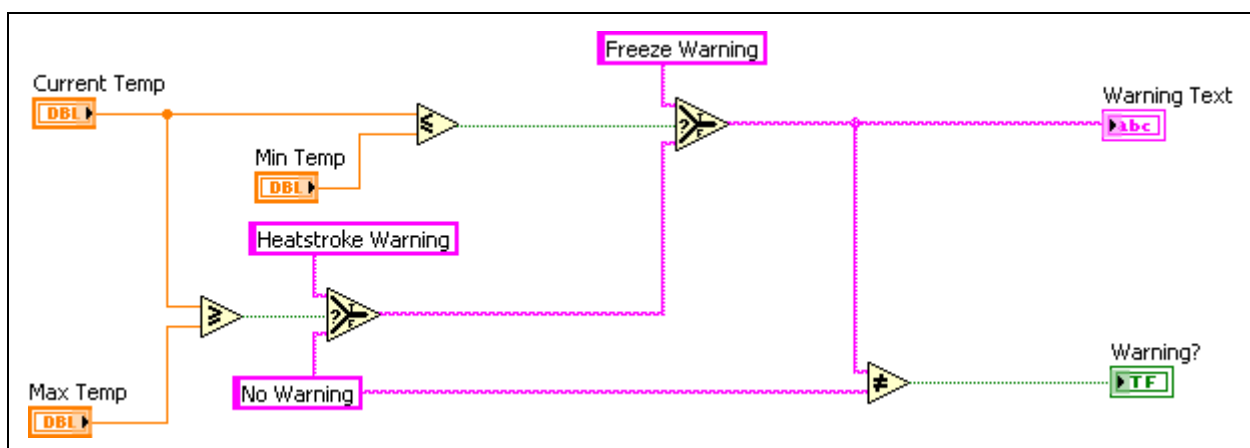 Freeze Warning
Current Temp
DBL
Warning Text
abc
?
T
F
≤
Min Temp
DBL
Heatstroke Warning
?
T
F
≥
Warning?
TF
No Warning
≠
Max Temp
DBL